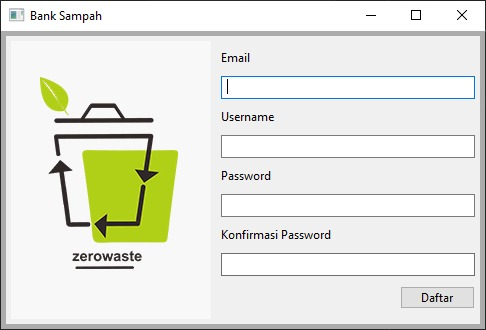 Bank Sampah
zerowaste
Email
Username
Password
Konfirmasi Password
Daftar